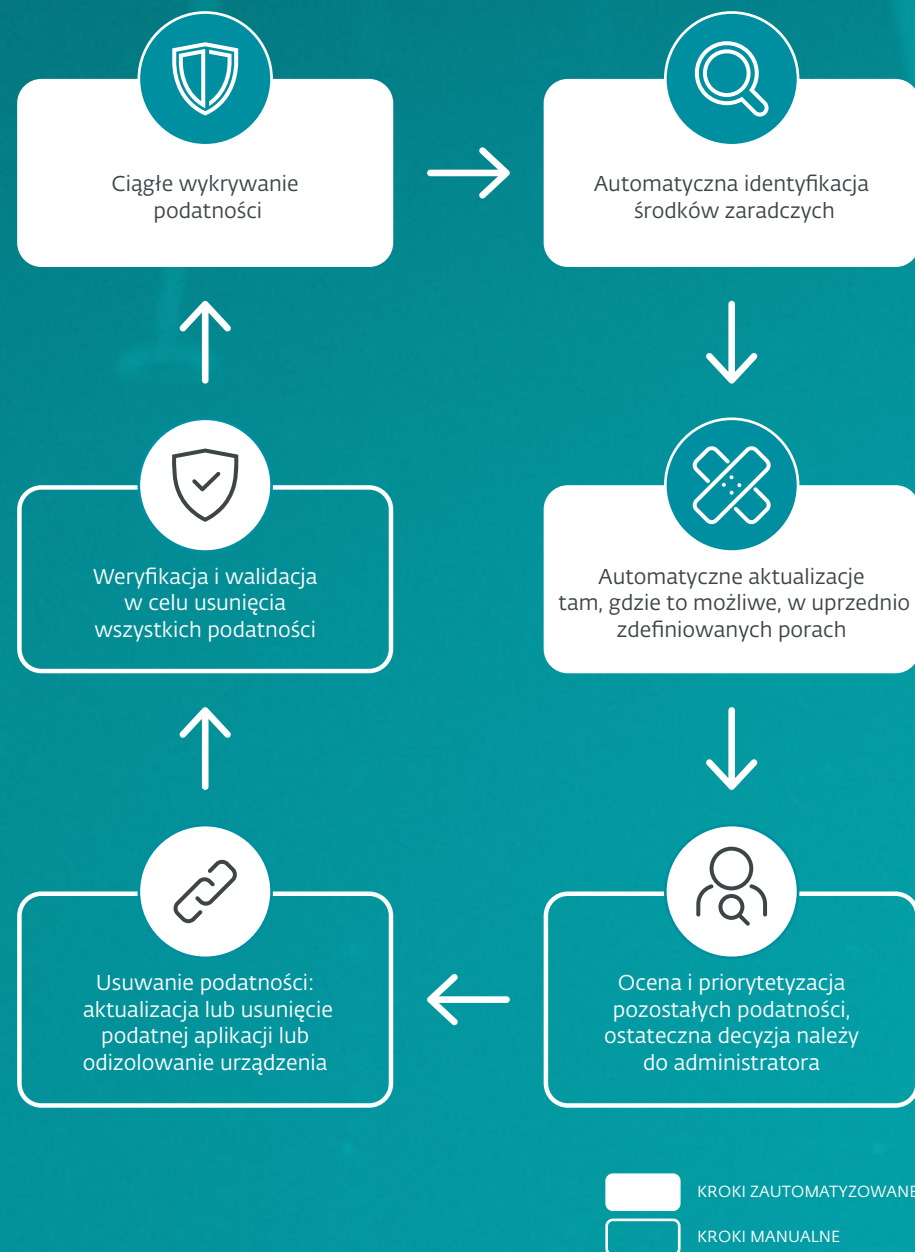 Ciągłe wykrywanie
podatności
Automatyczna identyfikacja
środków zaradczych
Automatyczne aktualizacje
tam, gdzie to możliwe, w uprzednio
zdefiniowanych porach
Ocena i priorytetyzacja
pozostałych podatności,
ostateczna decyzja należy
do administratora
Usuwanie podatności:
aktualizacja lub usunięcie
podatnej aplikacji lub
odizolowanie urządzenia
Weryfikacja i walidacja
w celu usunięcia
wszystkich podatności
KROKI ZAUTOMATYZOWANE
KROKI MANUALNE